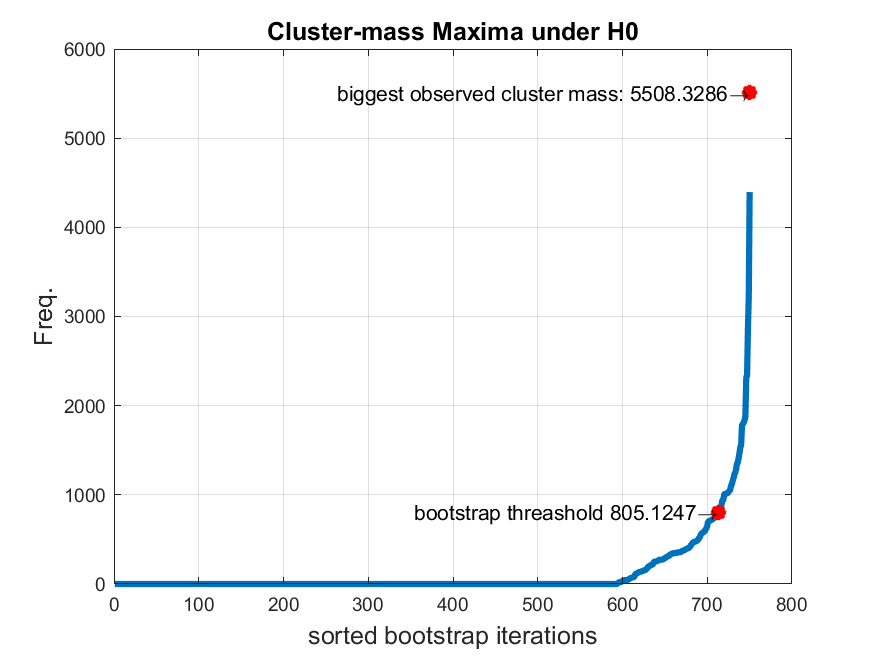 Cluster-mass Maxima under H0
6000
5000
4000
3000
2000
1000
0
Freq.
biggest observed cluster mass: 5508.3286
bootstrap threashold 805.1247
0 100 200 300 400 500 600 700 800
sorted bootstrap iterations